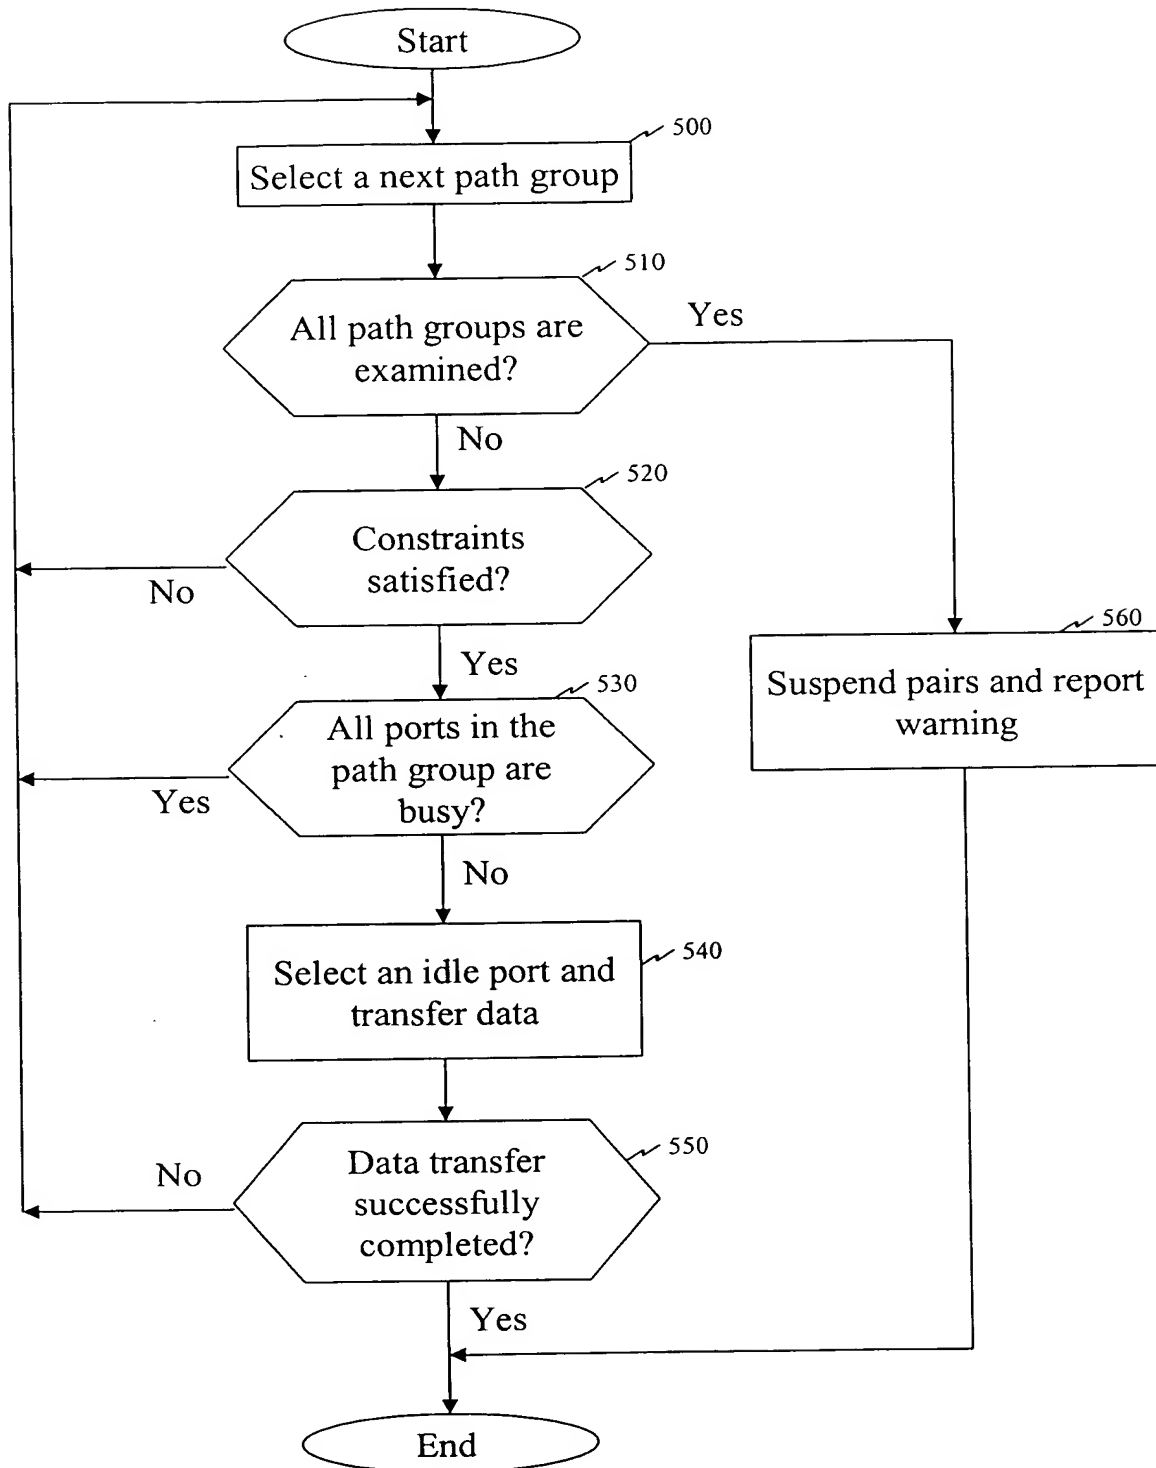 Start
500
Select a next path group
510
All path groups are
examined?
Yes
No
520
Constraints
satisfied?
No
Yes
530
All ports in the
path group are
busy?
Yes
No
560
Suspend pairs and report
warning
540
Select an idle port and
transfer data
550
Data transfer
successfully
completed?
No
Yes
End